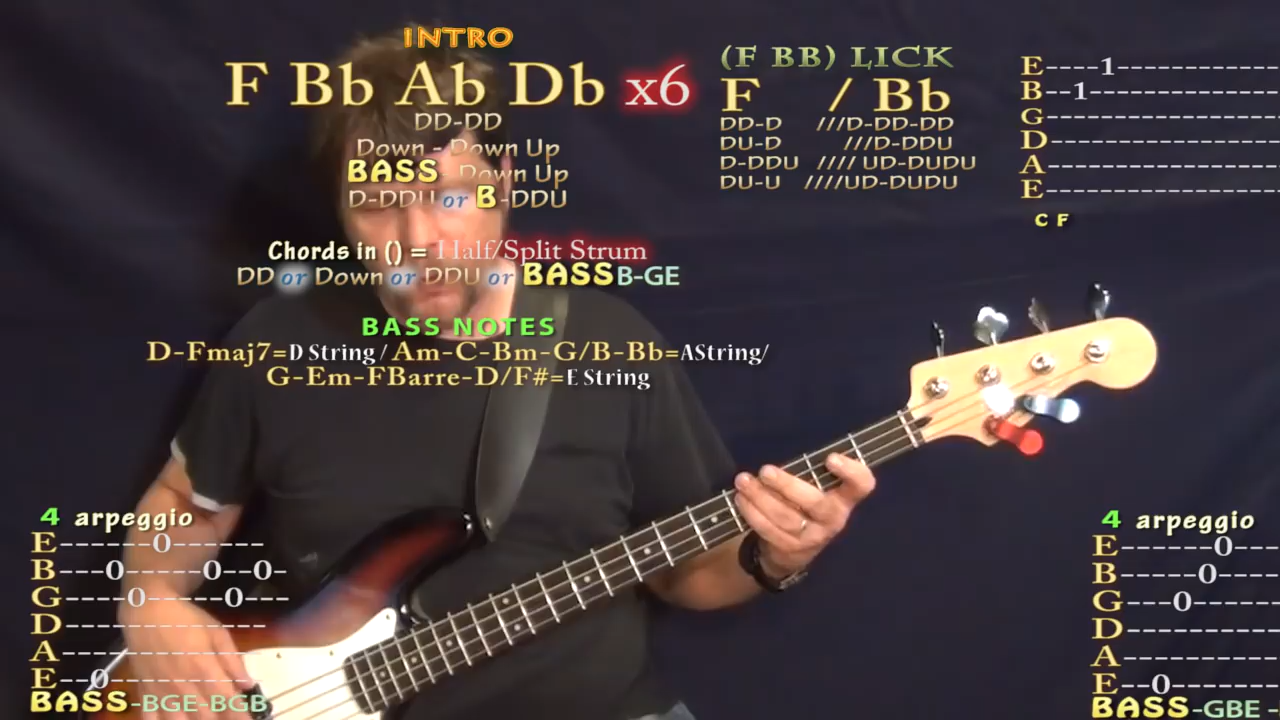 INTRO
F Bb Ab Db x6
DD-DD
Down - Down Up
BASS - Down Up
D-DDU or B-DDU
Chords in () = Half/Split Strum
DD or Down or DDU or BASS B-GE
BASS NOTES
D-Fmaj7=D String / Am-C-Bm-G/B-Bb=AString/
G-Em-FBarre-D/F#=E String
(F BB) LICK
F / Bb
DD-D ///D-DD-DD
DU-D ///D-DDU
D-DDU //// UD-DUDU
DU-U ////UD-DUDU
E----1-----------
B--1-------------
G----------------
D----------------
A----------------
E----------------
C F
4 arpeggio
E------0------
B---0-----0--0-
G----0-----0---
D-------------
A-------------
E--0----------
BASS-BGE-BGB
4 arpeggio
E------0---
B-----0----
G---0------
D----------
A----------
E--0-------
BASS-GBE -